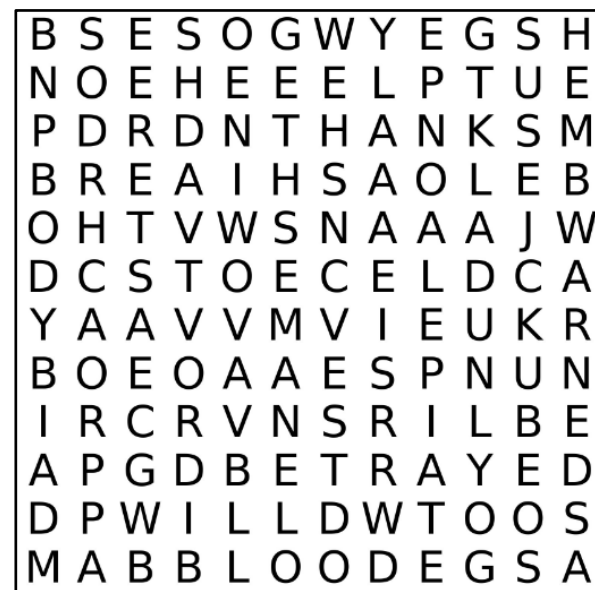 B S E S O G W Y E G S H
N O E H E E E L P T U E
P D R D N T H A N K S M
B R E A I H S A O L E B
O H T V W S N A A A J W
D C S T O E C E L D C A
Y A A V V M V I E U K R
B O E O A A E S P N U N
I R C R V N S R I L B E
A P G D B E T R A Y E D
D P W I L L D W T O O S
M A B B L O O D E G S A